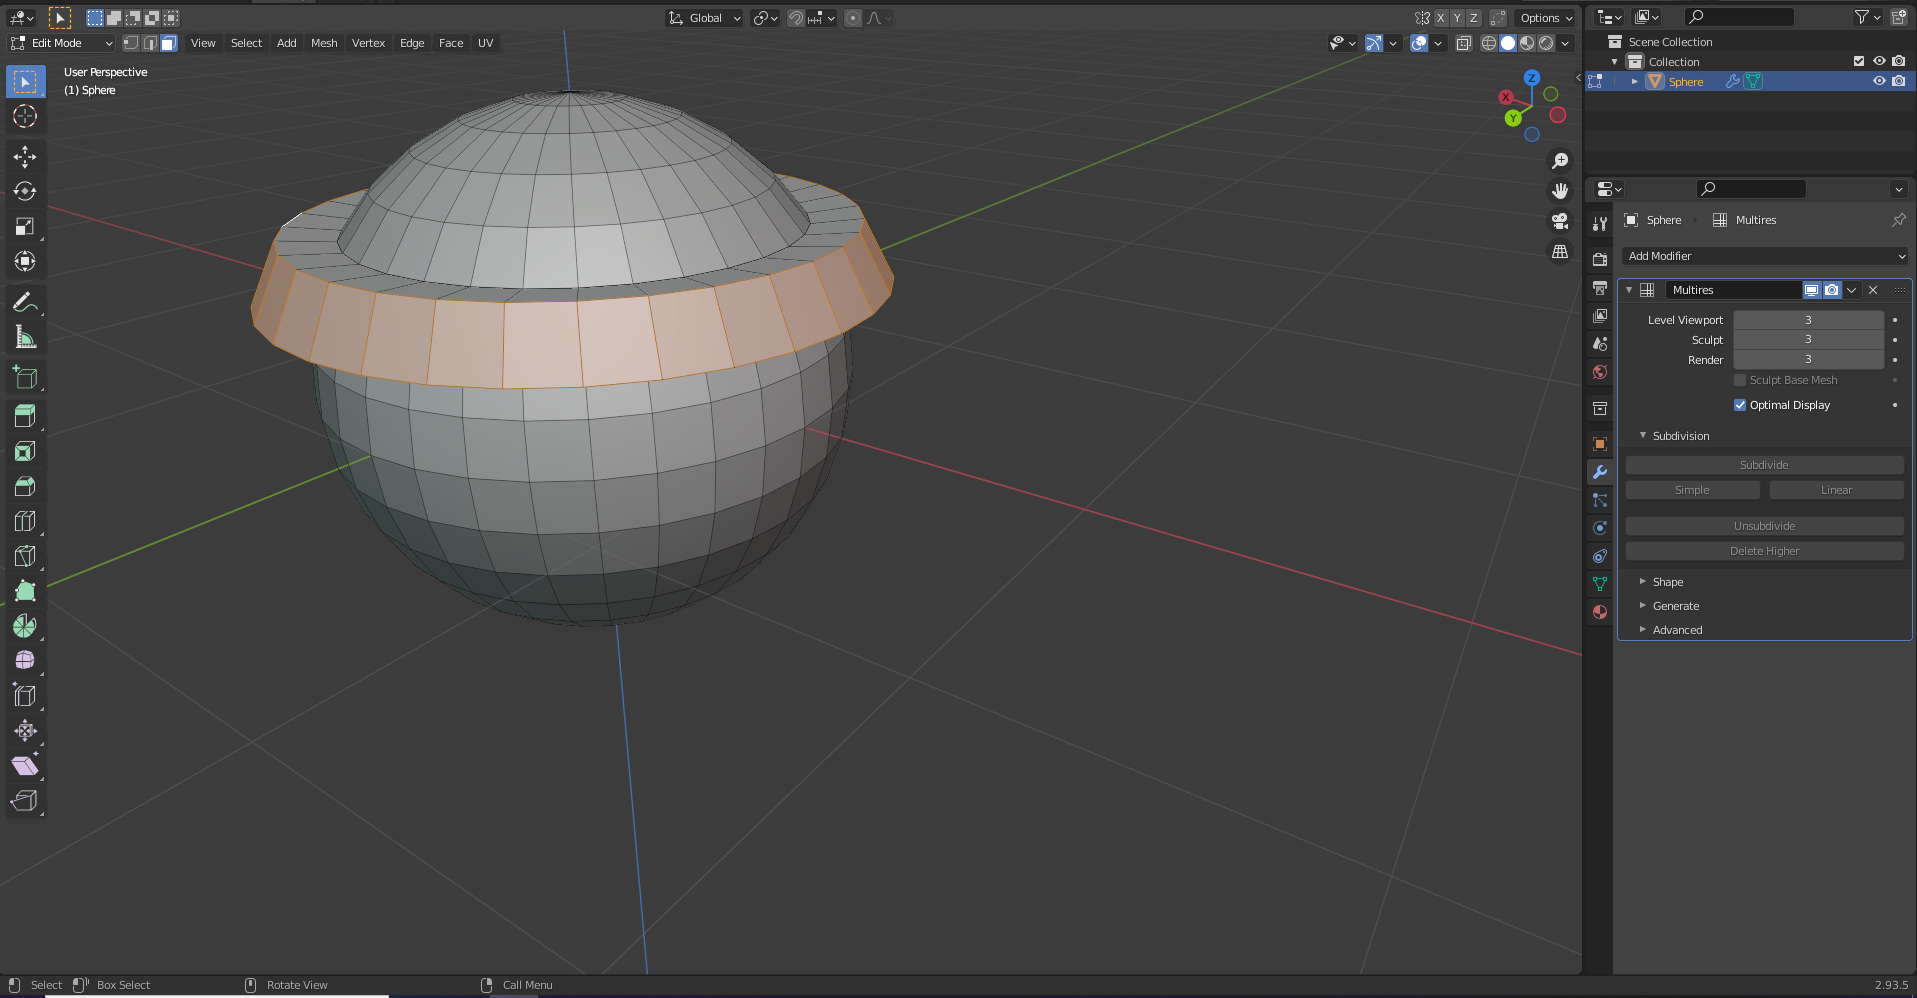 Global
X Y Z
Options
Edit Mode
View Select Add Mesh Vertex Edge Face UV
User Perspective
(1) Sphere
Z
X
Y
Scene Collection
Collection
Sphere
Sphere Multires
Add Modifier
Multires
Level Viewport 3
Sculpt 3
Render 3
Sculpt Base Mesh
Optimal Display
Subdivision
Subdivide
Simple Linear
Unsubdivide
Delete Higher
Shape
Generate
Advanced
Select Box Select Rotate View Call Menu 2.93.5